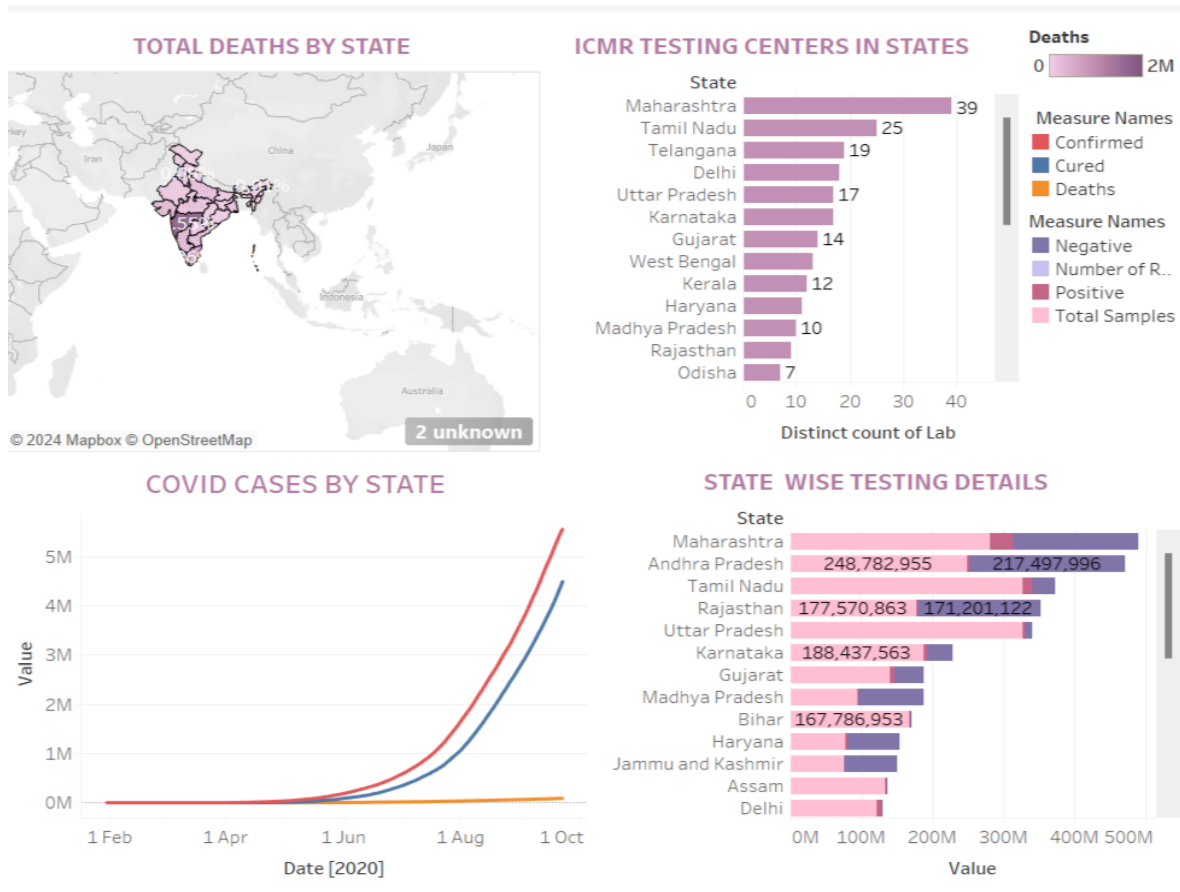 TOTAL DEATHS BY STATE
Iran
China
Japan
Indonesia
Australia
© 2024 Mapbox © OpenStreetMap
2 unknown
ICMR TESTING CENTERS IN STATES
State
Maharashtra 39
Tamil Nadu 25
Telangana 19
Delhi
Uttar Pradesh 17
Karnataka
Gujarat 14
West Bengal
Kerala 12
Haryana
Madhya Pradesh 10
Rajasthan
Odisha 7
0 10 20 30 40
Distinct count of Lab
Deaths
0 2M
Measure Names
Confirmed
Cured
Deaths
Measure Names
Negative
Number of R..
Positive
Total Samples
COVID CASES BY STATE
Value
5M
4M
3M
2M
1M
0M
1 Feb 1 Apr 1 Jun 1 Aug 1 Oct
Date [2020]
STATE WISE TESTING DETAILS
State
Maharashtra
Andhra Pradesh 248,782,955 217,497,996
Tamil Nadu
Rajasthan 177,570,863 171,201,122
Uttar Pradesh
Karnataka 188,437,563
Gujarat
Madhya Pradesh
Bihar 167,786,953
Haryana
Jammu and Kashmir
Assam
Delhi
0M 100M 200M 300M 400M 500M
Value